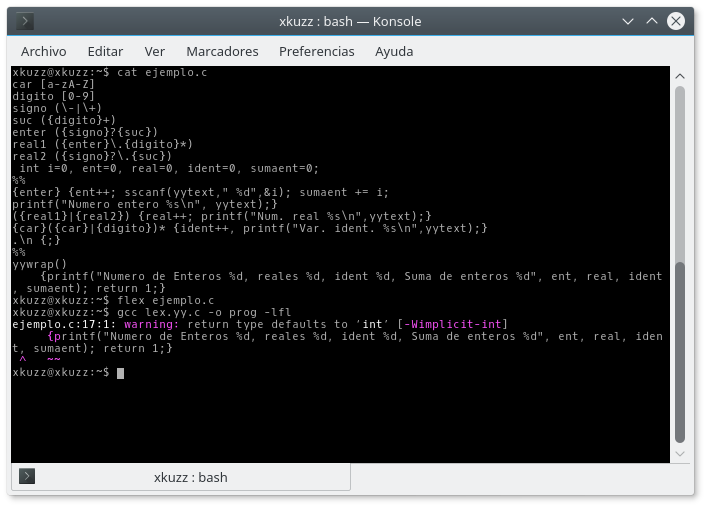 xkuzz : bash — Konsole
Archivo Editar Ver Marcadores Preferencias Ayuda
xkuzz@xkuzz:~$ cat ejemplo.c
car [a-zA-Z]
digito [0-9]
signo (\-|\+)
suc ({digito}+)
enter ({signo}?{suc})
real1 ({enter}\.{digito}*)
real2 ({signo}?\.{suc})
 int i=0, ent=0, real=0, ident=0, sumaent=0;
%%
{enter} {ent++; sscanf(yytext," %d",&i); sumaent += i;
printf("Numero entero %s\n", yytext);}
({real1}|{real2}) {real++; printf("Num. real %s\n",yytext);}
{car}({car}|{digito})* {ident++, printf("Var. ident. %s\n",yytext);}
.\n {;}
%%
yywrap()
    {printf("Numero de Enteros %d, reales %d, ident %d, Suma de enteros %d", ent, real, ident
, sumaent); return 1;}
xkuzz@xkuzz:~$ flex ejemplo.c
xkuzz@xkuzz:~$ gcc lex.yy.c -o prog -lfl
ejemplo.c:17:1: warning: return type defaults to ‘int’ [-Wimplicit-int]
     {printf("Numero de Enteros %d, reales %d, ident %d, Suma de enteros %d", ent, real, iden
t, sumaent); return 1;}
 ^   ~~
xkuzz@xkuzz:~$
xkuzz : bash